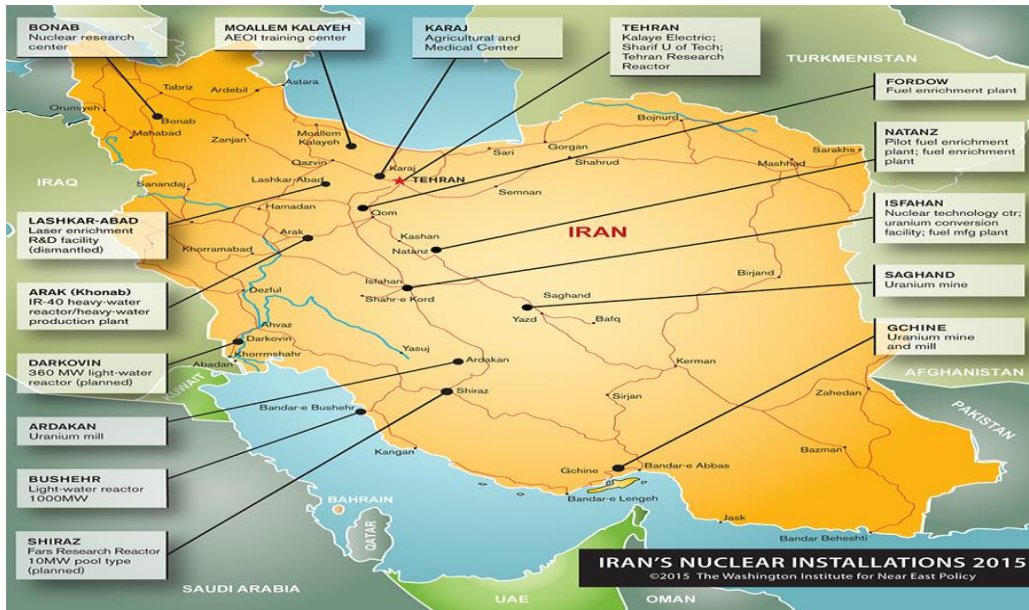 BONAB
Nuclear research
center
MOALLEM KALAYEH
AEOI training center
KARAJ
Agricultural and
Medical Center
TEHRAN
Kalaye Electric;
Sharif U of Tech;
Tehran Research
Reactor
TURKMENISTAN
FORDOW
Fuel enrichment plant
NATANZ
Pilot fuel enrichment
plant; fuel enrichment
plant
ISFAHAN
Nuclear technology ctr;
uranium conversion
facility; fuel mfg plant
SAGHAND
Uranium mine
GCHINE
Uranium mine
and mill
LASHKAR-ABAD
Laser enrichment
R&D facility
(dismantled)
ARAK (Khonab)
IR-40 heavy-water
reactor/heavy-water
production plant
DARKOVIN
360 MW light-water
reactor (planned)
ARDAKAN
Uranium mill
BUSHEHR
Light-water reactor
1000MW
SHIRAZ
Fars Research Reactor
10MW pool type
(planned)
Tabriz
Ardebil
Astara
Orumiyeh
Bonab
Mahabad
Zanjan
Moallem
Kalayeh
Qazvin
Karaj
TEHRAN
Sari
Gorgan
Bojnurd
Shahrud
Mashhad
Sarakhs
Semnan
IRAQ
Sanandaj
Lashkar-Abad
Hamadan
Qom
Arak
Kashan
Natanz
IRAN
Khorramabad
Isfahan
Shahr-e Kord
Birjand
Saghand
Yazd
Bafq
Dezful
Ahvaz
Darkovin
Khorrmshahr
Abadan
Yasuj
Ardakan
Kerman
AFGHANISTAN
KUWAIT
Shiraz
Sirjan
Zahedan
PAKISTAN
Bandar-e Bushehr
Kangan
Bazman
Gchine
Bandar-e Abbas
Bandar-e Lengeh
Jask
Bandar Beheshti
BAHRAIN
QATAR
SAUDI ARABIA
UAE
OMAN
IRAN'S NUCLEAR INSTALLATIONS 2015
©2015 The Washington Institute for Near East Policy